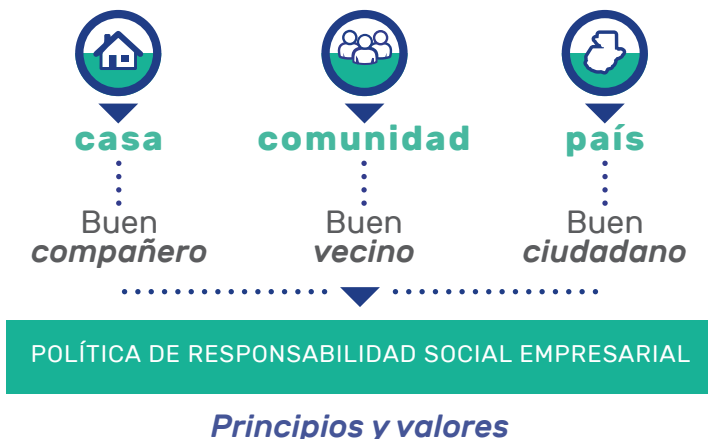 casa
comunidad
país
Buen
compañero
Buen
vecino
Buen
ciudadano
POLÍTICA DE RESPONSABILIDAD SOCIAL EMPRESARIAL
Principios y valores